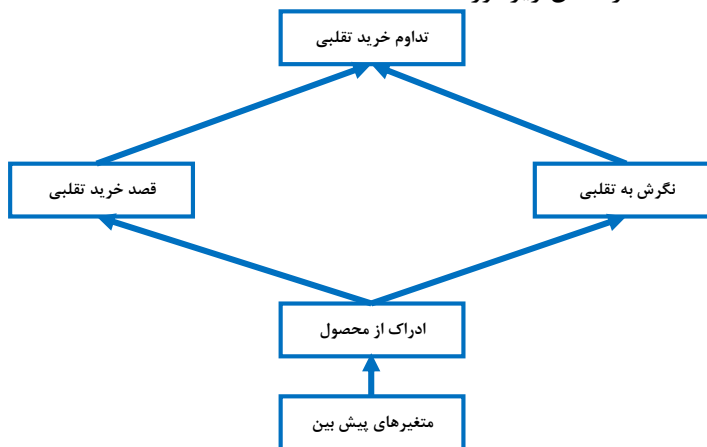 تداوم خرید تقلبی
نگرش به تقلبی
قصد خرید تقلبی
ادراک از محصول
متغیرهای پیش بین